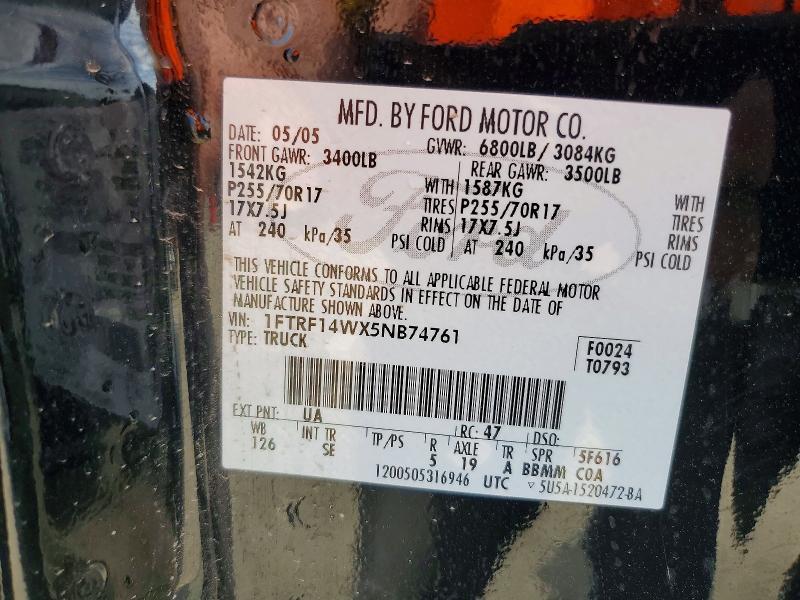 MFD. BY FORD MOTOR CO.
DATE: 05/05 GVWR: 6800LB / 3084KG
FRONT GAWR: 3400LB REAR GAWR: 3500LB
1542KG WITH 1587KG WITH
P255/70R17 TIRES P255/70R17 TIRES
17X7.5J RIMS 17X7.5J RIMS
AT 240 kPa/35 PSI COLD AT 240 kPa/35 PSI COLD
THIS VEHICLE CONFORMS TO ALL APPLICABLE FEDERAL MOTOR
VEHICLE SAFETY STANDARDS IN EFFECT ON THE DATE OF
MANUFACTURE SHOWN ABOVE.
VIN: 1FTRF14WX5NB74761
TYPE: TRUCK
F0024
T0793
EXT PNT: UA RC: 47 DSO:
WB INT TR TP/PS R AXLE TR SPR 5F616
126 SE 5 19 A BBMM COA
1200505316946 UTC ▽ 5U5A-1520472-BA
Ford